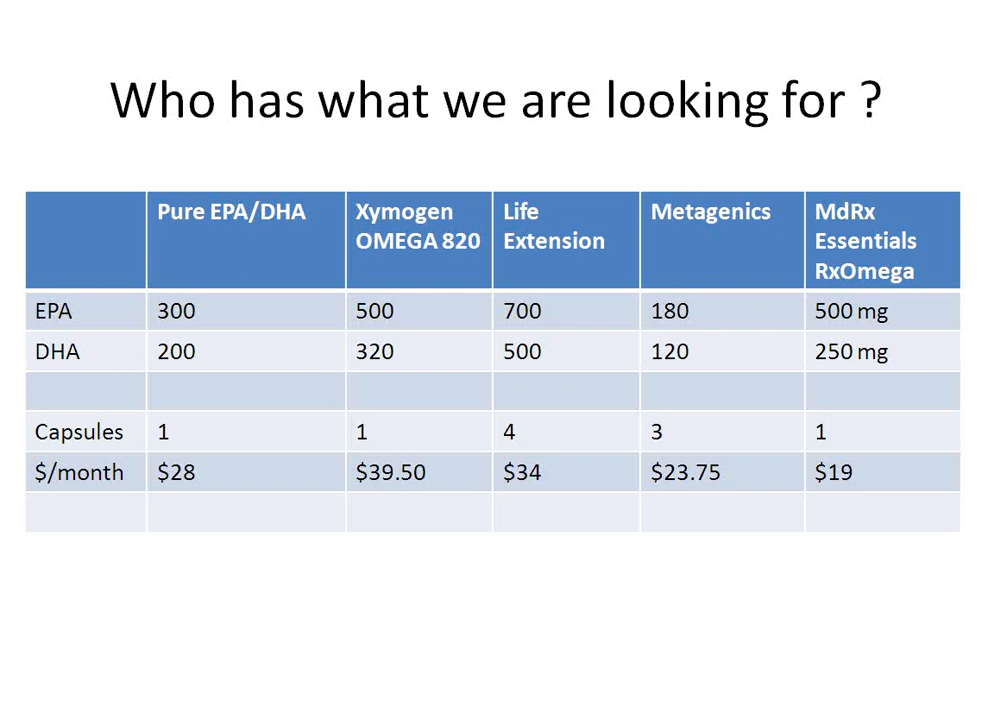 Who has what we are looking for ?
Pure EPA/DHA Xymogen OMEGA 820 Life Extension Metagenics MdRx Essentials RxOmega
EPA 300 500 700 180 500 mg
DHA 200 320 500 120 250 mg
Capsules 1 1 4 3 1
$/month $28 $39.50 $34 $23.75 $19